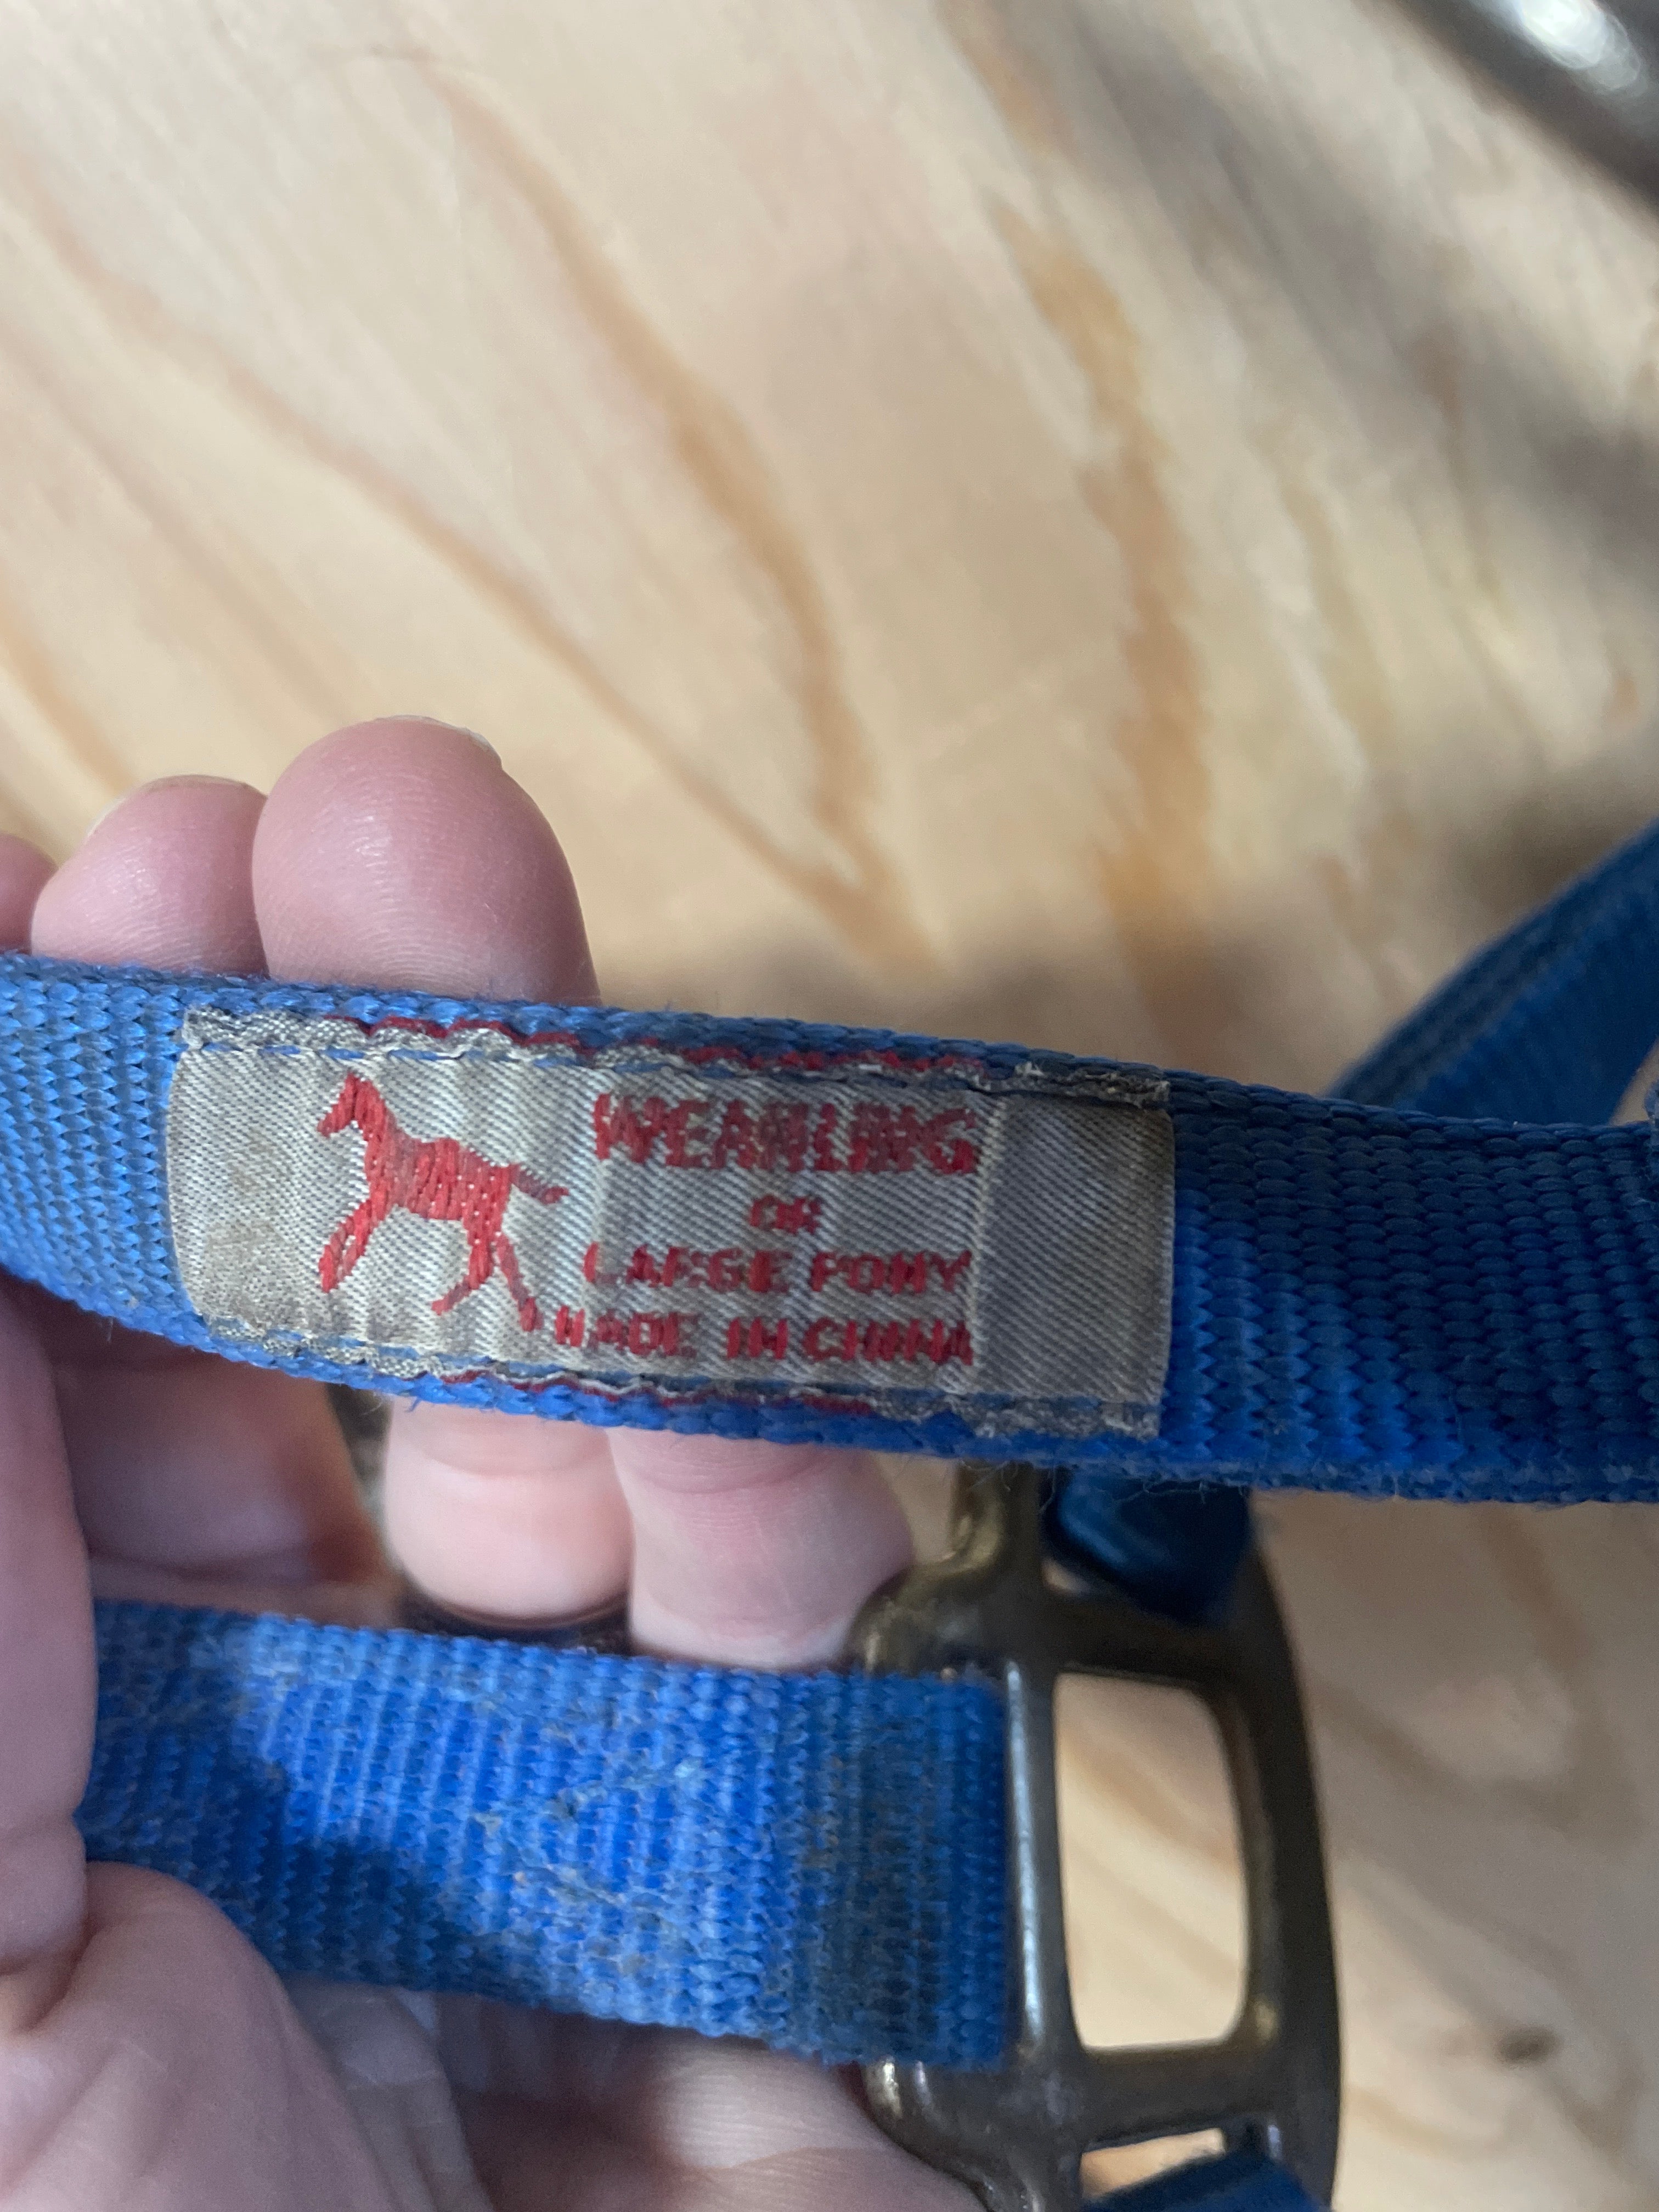 WEANLING
OR
LARGE PONY
MADE IN CHINA